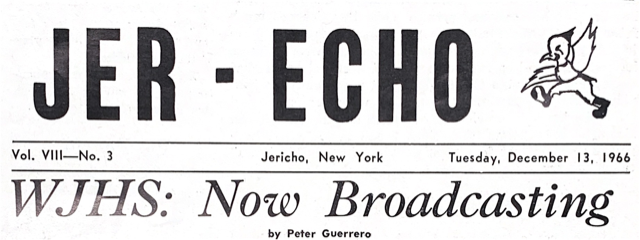 JER - ECHO
Vol. VIII—No. 3 Jericho, New York Tuesday, December 13, 1966
WJHS: Now Broadcasting
by Peter Guerrero